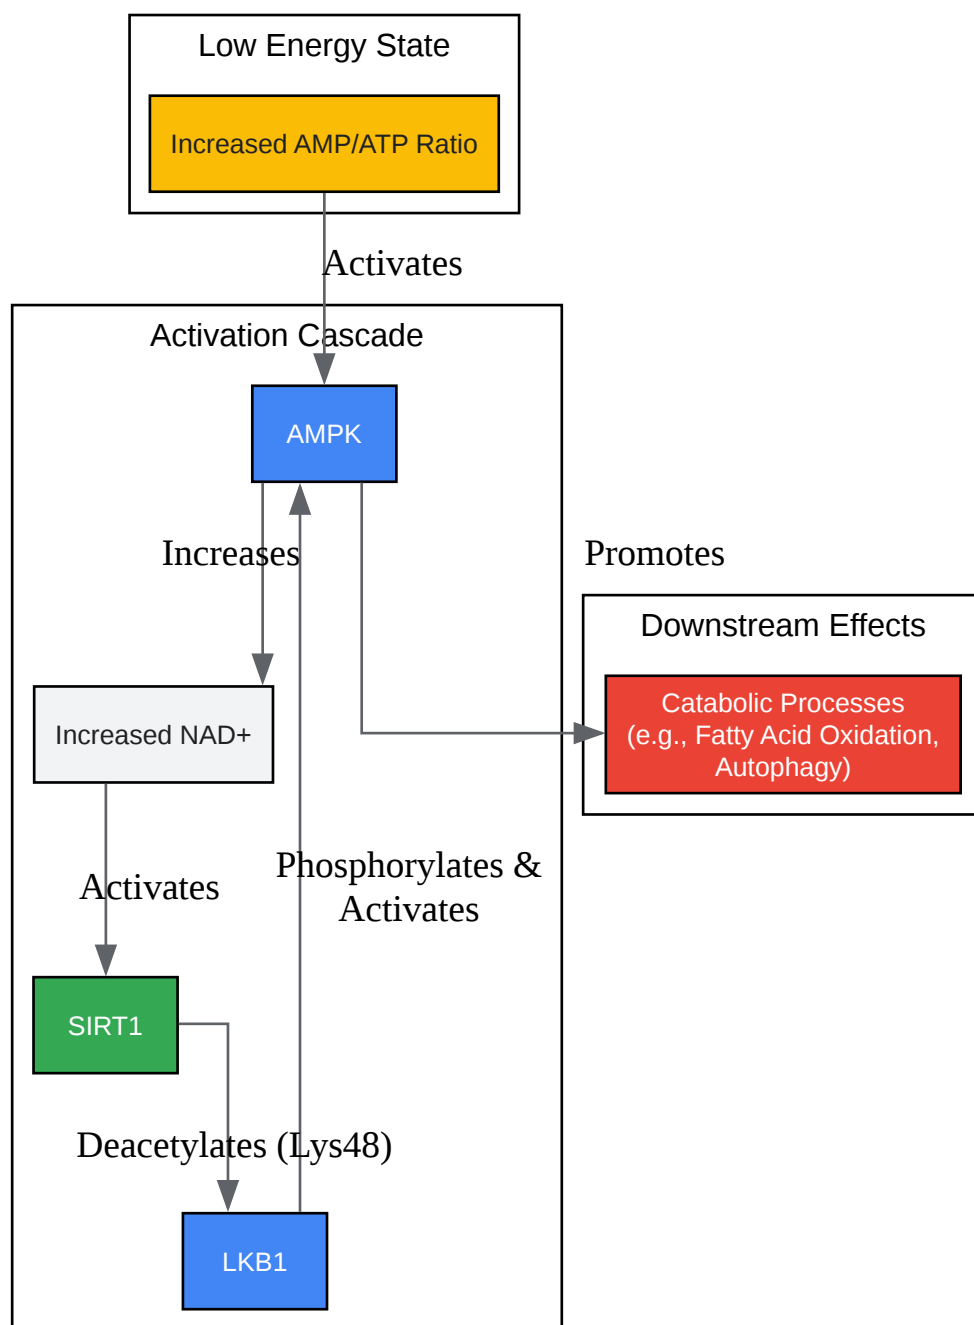 Low Energy State
Increased AMP/ATP Ratio
Activates
Activation Cascade
AMPK
Increases
Promotes
Downstream Effects
Catabolic Processes
(e.g., Fatty Acid Oxidation,
Autophagy)
Increased NAD+
Phosphorylates &
Activates
Activates
SIRT1
Deacetylates (Lys48)
LKB1